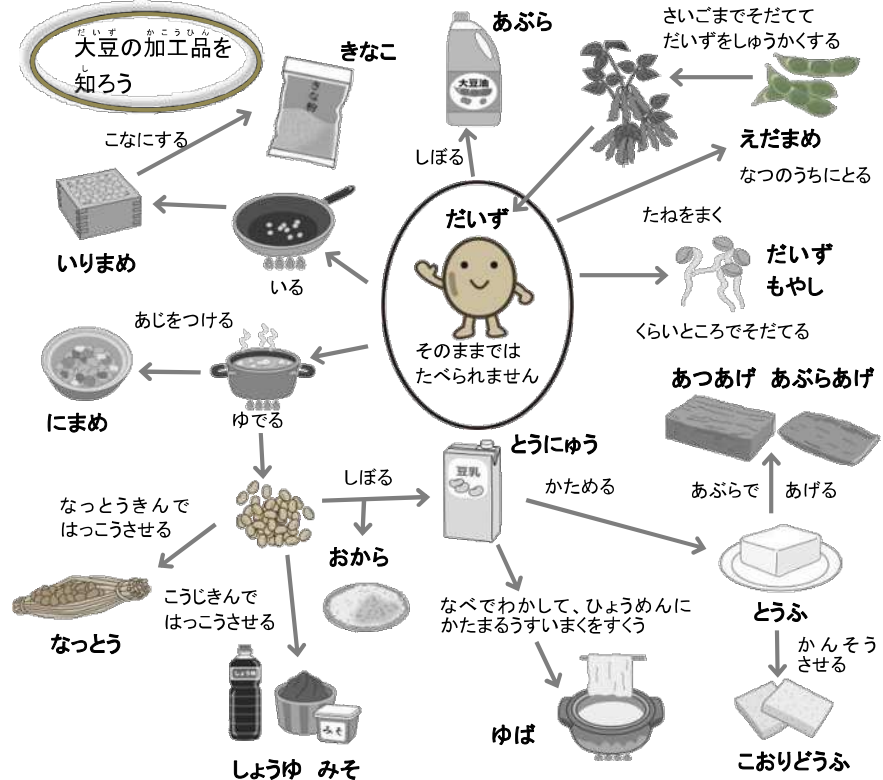 大豆の加工品を
知ろう
だいず
かこうひん
し
きなこ
きな粉
こなにする
いりまめ
いる
あぶら
大豆油
しぼる
さいごまでそだてて
だいずをしゅうかくする
えだまめ
なつのうちにとる
だいず
そのままでは
たべられません
たねをまく
だいず
もやし
くらいところでそだてる
あじをつける
にまめ
ゆでる
あつあげ あぶらあげ
あぶらで あげる
とうにゅう
豆乳
しぼる
かためる
なっとうきんで
はっこうさせる
おから
なっとう
こうじきんで
はっこうさせる
なべでわかして、ひょうめんに
かたまるうすいまくをすくう
とうふ
かんそう
させる
しょうゆ
みそ
しょうゆ みそ
ゆば
こおりどうふ